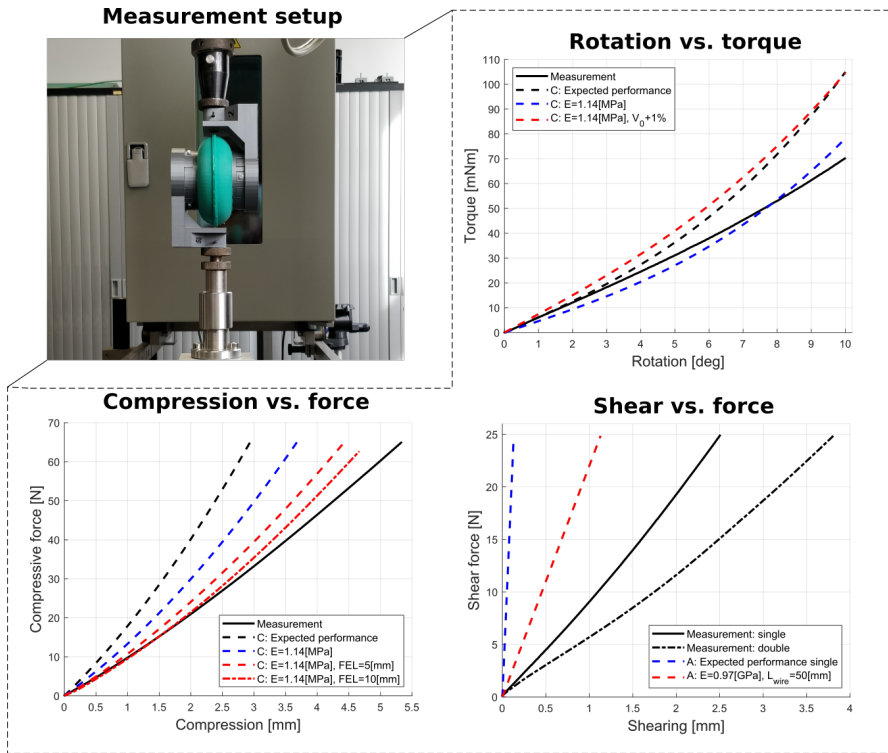 Measurement setup
Rotation vs. torque
110
100
90
80
70
60
50
40
30
20
10
0
Torque [mNm]
Measurement
C: Expected performance
C: E=1.14[MPa]
C: E=1.14[MPa], V0+1%
0 1 2 3 4 5 6 7 8 9 10
Rotation [deg]
Compression vs. force
70
60
50
40
30
20
10
0
Compressive force [N]
Measurement
C: Expected performance
C: E=1.14[MPa]
C: E=1.14[MPa], FEL=5[mm]
C: E=1.14[MPa], FEL=10[mm]
0 0.5 1 1.5 2 2.5 3 3.5 4 4.5 5 5.5
Compression [mm]
Shear vs. force
25
20
15
10
5
0
Shear force [N]
Measurement: single
Measurement: double
A: Expected performance single
A: E=0.97[GPa], Lwire=50[mm]
0 0.5 1 1.5 2 2.5 3 3.5 4
Shearing [mm]